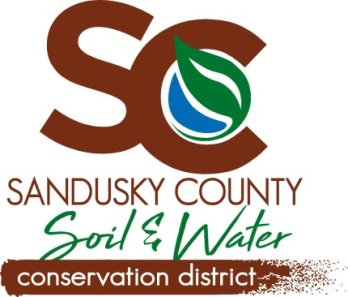 SC
SANDUSKY COUNTY
Soil & Water
conservation district